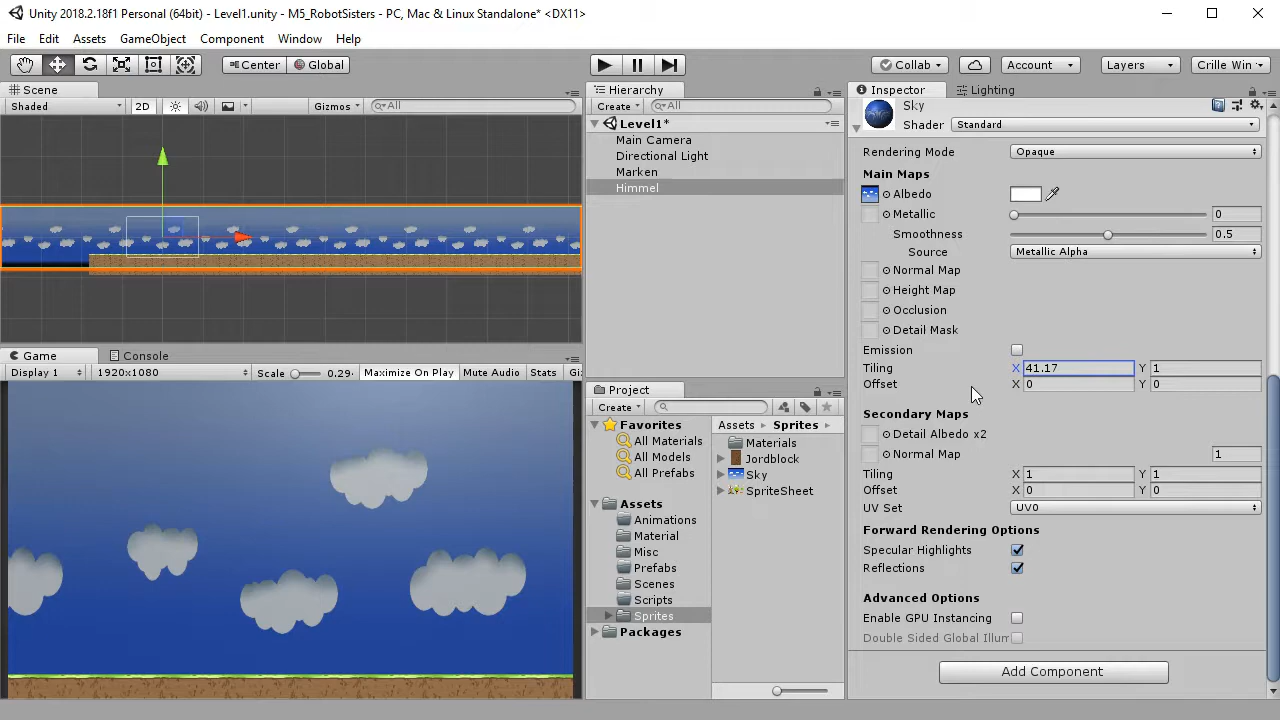 Unity 2018.2.18f1 Personal (64bit) - Level1.unity - M5_RobotSisters - PC, Mac & Linux Standalone* <DX11>
File Edit Assets GameObject Component Window Help
Center Global Collab Account Layers Crille Win
Scene
Shaded 2D Gizmos All
Hierarchy
Create All
Level1*
Main Camera
Directional Light
Marken
Himmel
Inspector Lighting
Sky
Shader Standard
Rendering Mode Opaque
Main Maps
Albedo
Metallic 0
Smoothness 0.5
Source Metallic Alpha
Normal Map
Height Map
Occlusion
Detail Mask
Emission
Tiling X 41.17 Y 1
Offset X 0 Y 0
Secondary Maps
Detail Albedo x2
Normal Map 1
Tiling X 1 Y 1
Offset X 0 Y 0
UV Set UV0
Forward Rendering Options
Specular Highlights
Reflections
Advanced Options
Enable GPU Instancing
Double Sided Global Illum
Add Component
Game Console
Display 1 1920x1080 Scale 0.29 Maximize On Play Mute Audio Stats Gi
Project
Create
Favorites
All Materials
All Models
All Prefabs
Assets
Animations
Material
Misc
Prefabs
Scenes
Scripts
Sprites
Packages
Assets Sprites
Materials
Jordblock
Sky
SpriteSheet